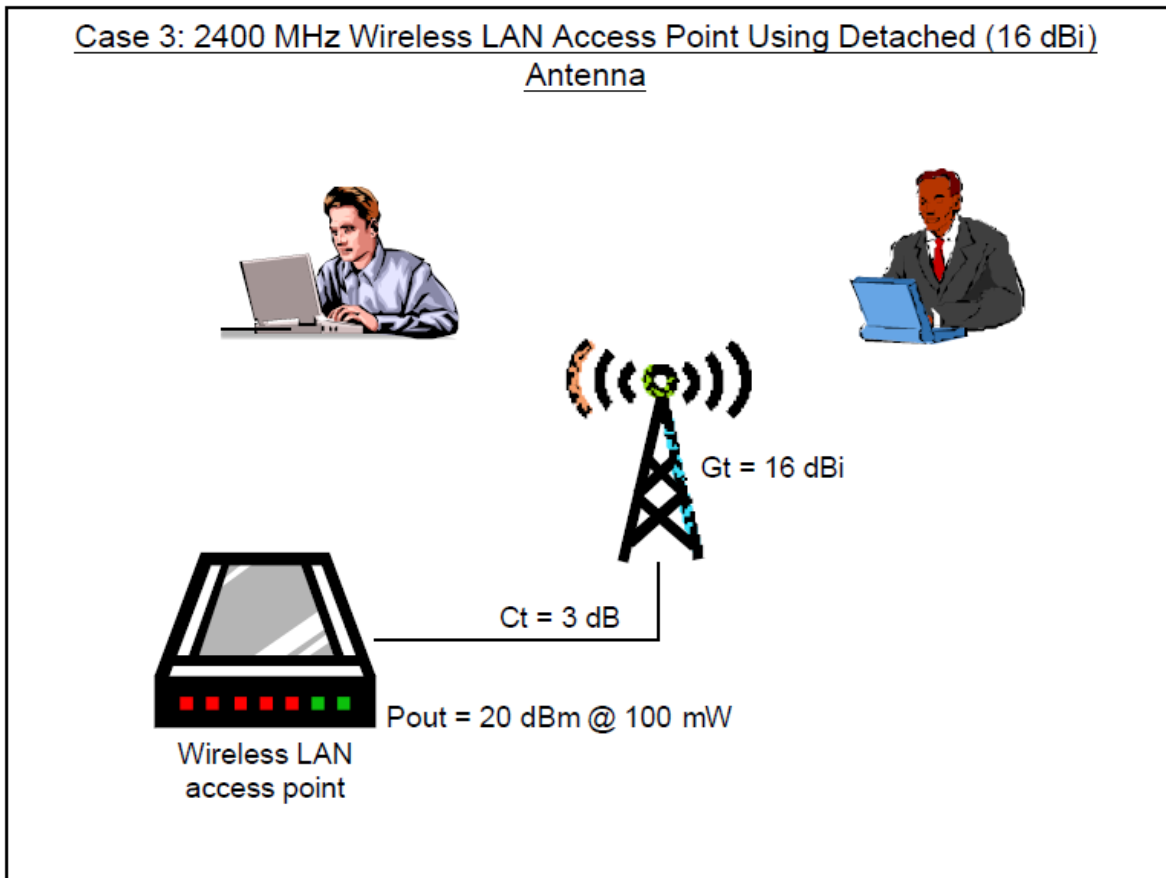 Case 3: 2400 MHz Wireless LAN Access Point Using Detached (16 dBi)
Antenna
Gt = 16 dBi
Ct = 3 dB
Pout = 20 dBm @ 100 mW
Wireless LAN
access point